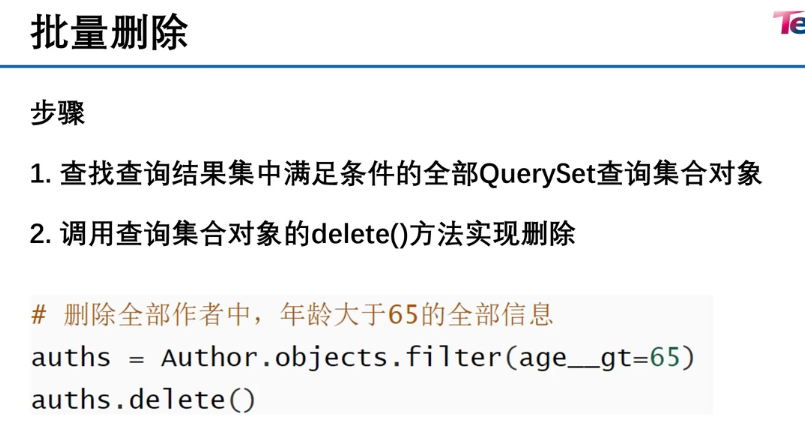 批量删除
Te
步骤
1. 查找查询结果集中满足条件的全部QuerySet查询集合对象
2. 调用查询集合对象的delete()方法实现删除
# 删除全部作者中，年龄大于65的全部信息
auths = Author.objects.filter(age__gt=65)
auths.delete()